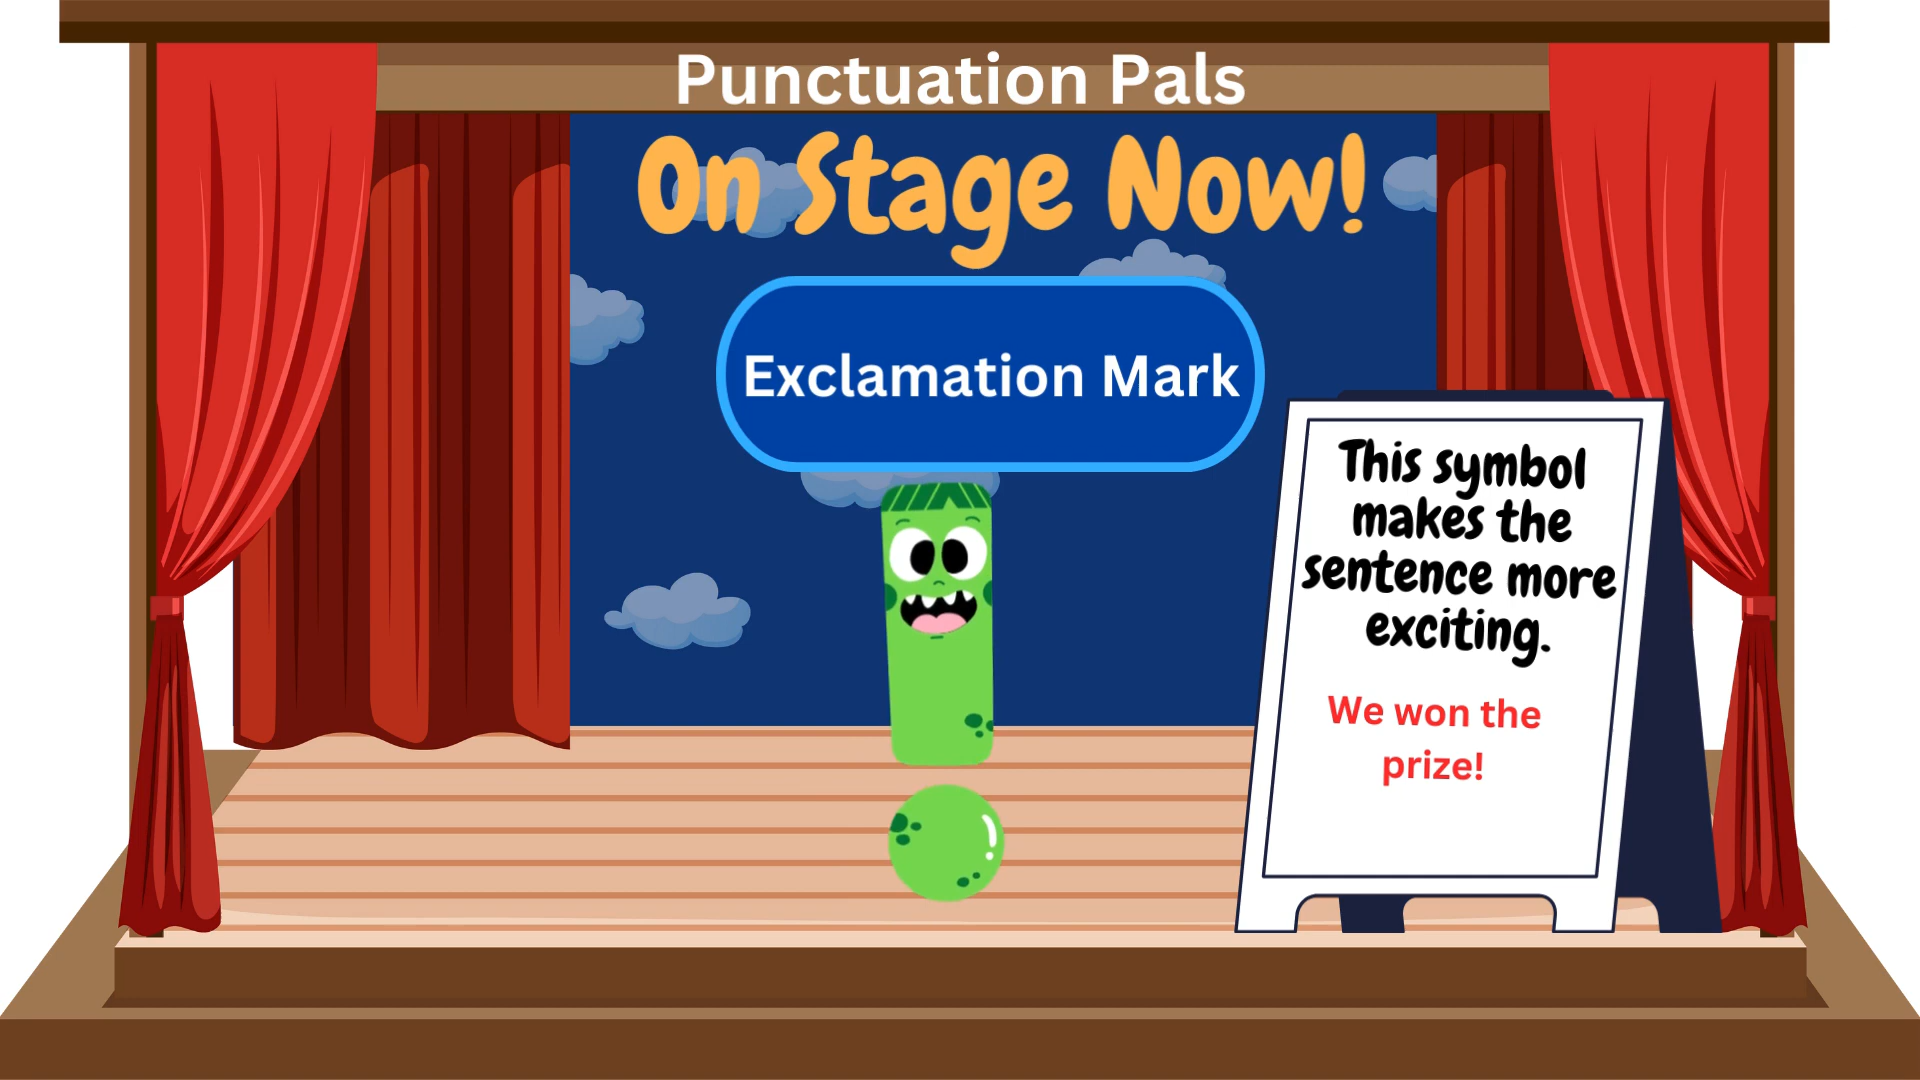 Punctuation Pals
On Stage Now!
Exclamation Mark
This symbol
makes the
sentence more
exciting.
We won the
prize!